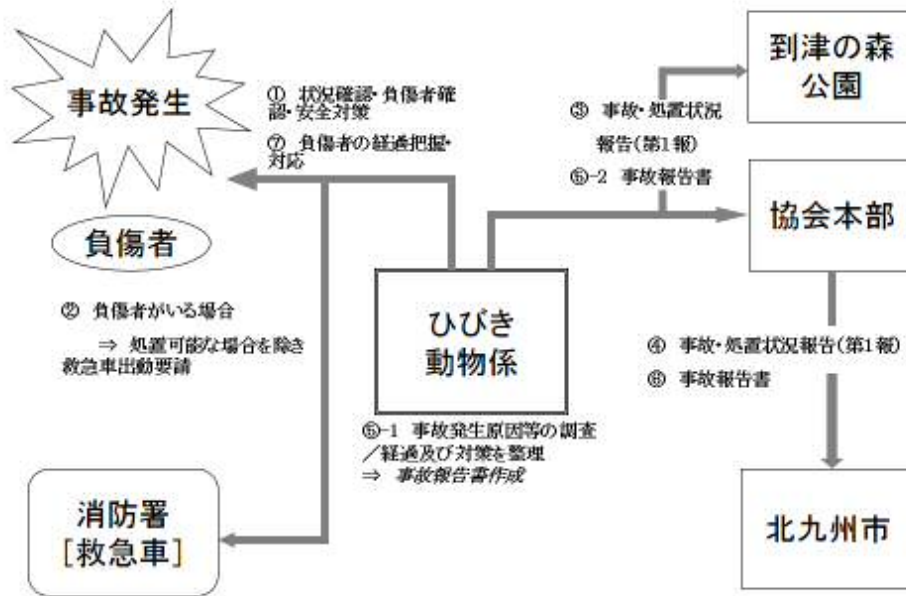 事故発生
① 状況確認・負傷者確
認・安全対策
⑦ 負傷者の経過把握・
対応
負傷者
② 負傷者がいる場合
⇒ 処置可能な場合を除き
救急車出動要請
消防署
[救急車]
ひびき
動物係
⑤-1 事故発生原因等の調査
／経過及び対策を整理
⇒ 事故報告書作成
③ 事故・処置状況
報告(第1報)
⑤-2 事故報告書
到津の森
公園
協会本部
④ 事故・処置状況報告(第1報)
⑥ 事故報告書
北九州市